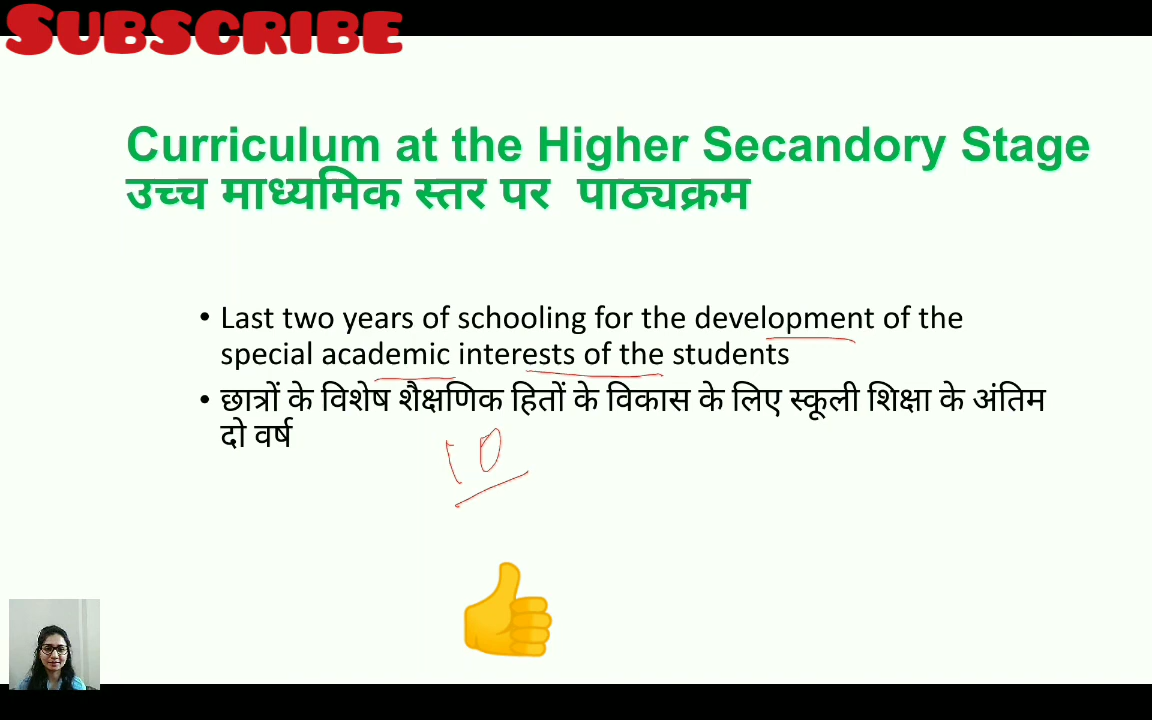 SUBSCRIBE
Curriculum at the Higher Secandory Stage
उच्च माध्यमिक स्तर पर पाठ्यक्रम
• Last two years of schooling for the development of the
special academic interests of the students
• छात्रों के विशेष शैक्षणिक हितों के विकास के लिए स्कूली शिक्षा के अंतिम
दो वर्ष
10